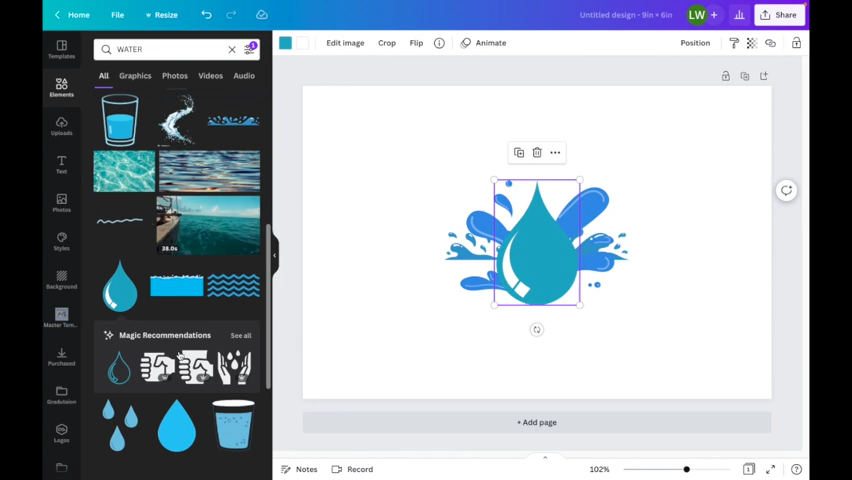 Home File Resize Untitled design - 9in × 6in LW + Share
Templates
Elements
Uploads
Text
Photos
Styles
Background
Master Tem...
Purchased
Graduation
Logos
WATER 1
All Graphics Photos Videos Audio
38.0s
Magic Recommendations See all
Edit image Crop Flip Animate Position
+ Add page
Notes Record 102% 1